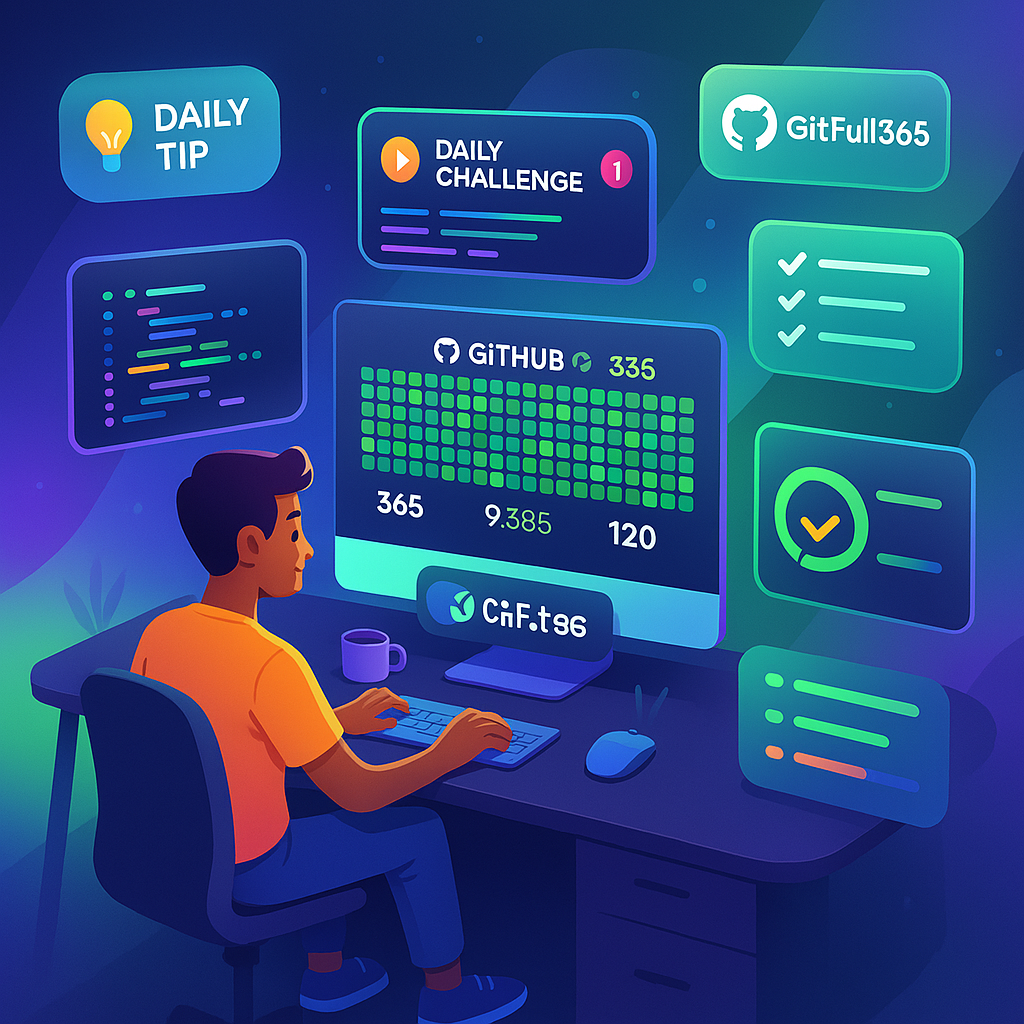 DAILY
TIP
DAILY
CHALLENGE
1
GitFull365
GiTHUB 335
365 9.385 120
CiF.t96